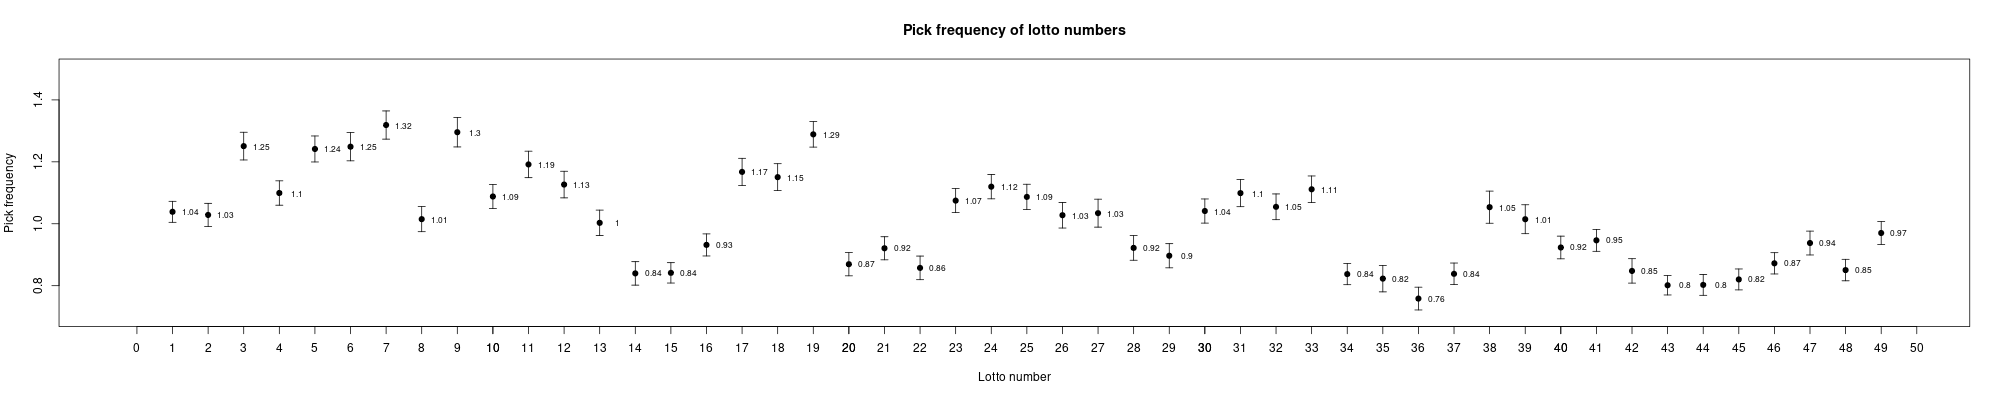 Pick frequency of lotto numbers
Pick frequency
1.4
1.2
1.0
0.8
1.04 1.03 1.25 1.1 1.24 1.25 1.32 1.01 1.3 1.09 1.19 1.13 1 0.84 0.84 0.93 1.17 1.15 1.29 0.87 0.92 0.86 1.07 1.12 1.09 1.03 1.03 0.92 0.9 1.04 1.1 1.05 1.11 0.84 0.82 0.76 0.84 1.05 1.01 0.92 0.95 0.85 0.8 0.8 0.82 0.87 0.94 0.85 0.97
0 1 2 3 4 5 6 7 8 9 10 11 12 13 14 15 16 17 18 19 20 21 22 23 24 25 26 27 28 29 30 31 32 33 34 35 36 37 38 39 40 41 42 43 44 45 46 47 48 49 50
Lotto number